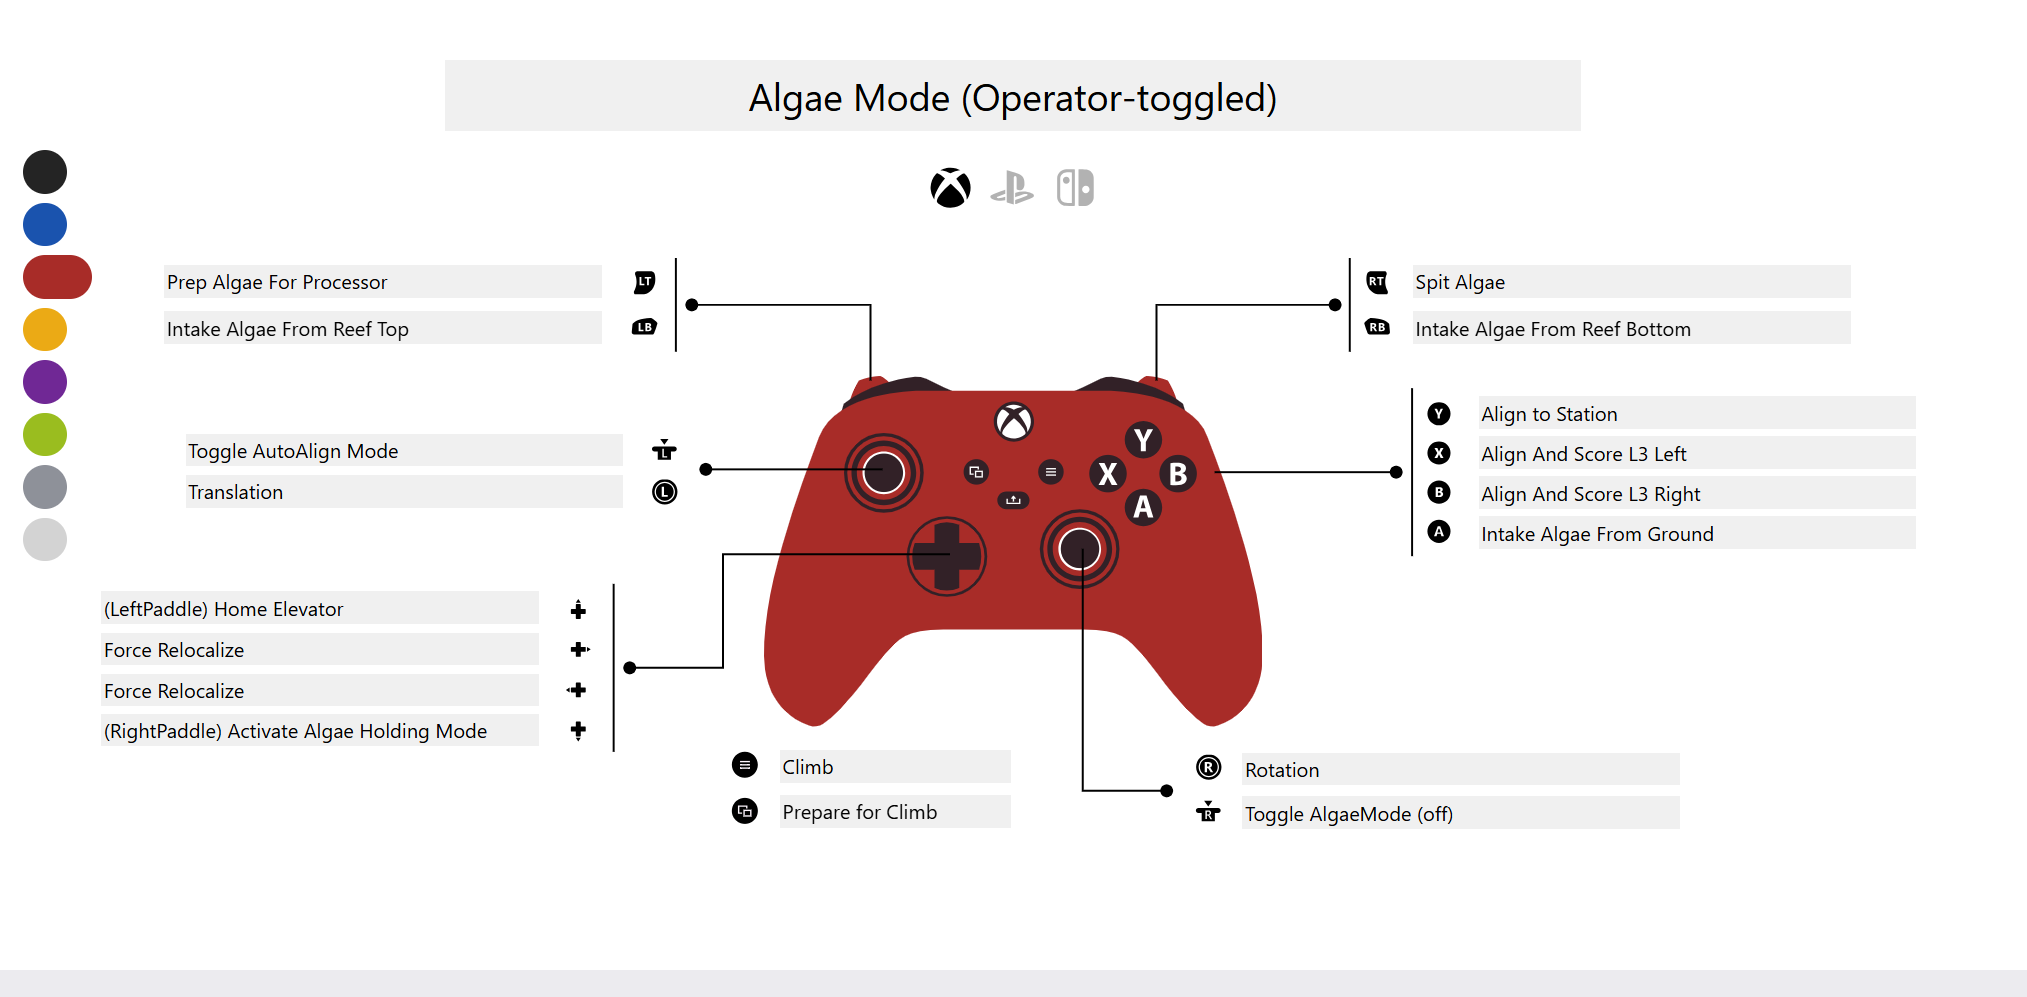 Algae Mode (Operator-toggled)
Prep Algae For Processor LT
Intake Algae From Reef Top LB
RT Spit Algae
RB Intake Algae From Reef Bottom
Toggle AutoAlign Mode L
Translation L
Y Align to Station
X Align And Score L3 Left
B Align And Score L3 Right
A Intake Algae From Ground
Y
X B
A
(LeftPaddle) Home Elevator
Force Relocalize
Force Relocalize
(RightPaddle) Activate Algae Holding Mode
Climb
Prepare for Climb
R Rotation
R Toggle AlgaeMode (off)